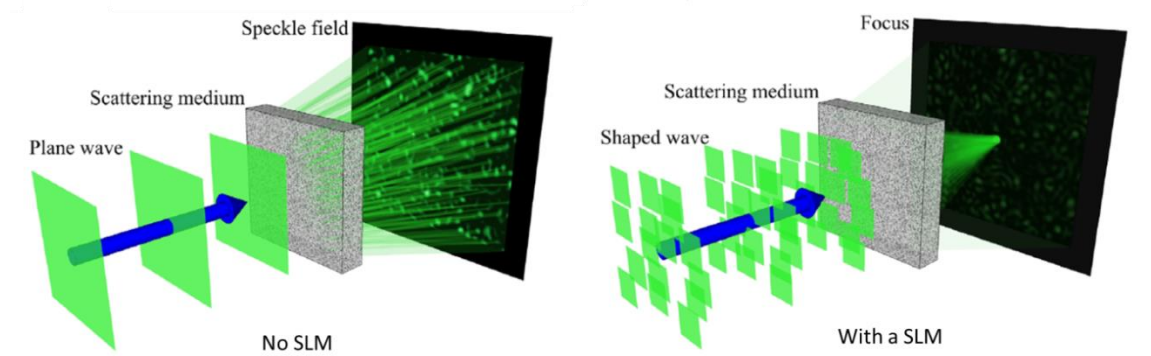 Speckle field
Scattering medium
Plane wave
No SLM
Focus
Scattering medium
Shaped wave
With a SLM